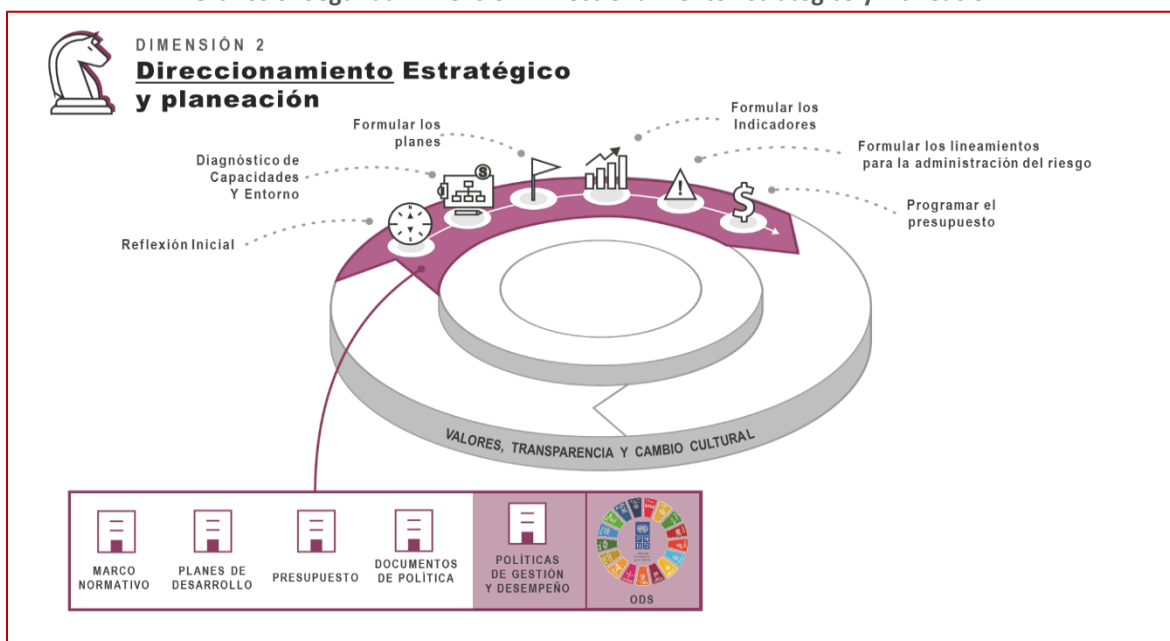 DIMENSIÓN 2
Direccionamiento Estratégico
y planeación
Formular los
planes
Formular los
Indicadores
Diagnóstico de
Capacidades
Y Entorno
Formular los lineamientos
para la administración del riesgo
Reflexión Inicial
Programar el
presupuesto
VALORES, TRANSPARENCIA Y CAMBIO CULTURAL
MARCO
NORMATIVO
PLANES DE
DESARROLLO
PRESUPUESTO
DOCUMENTOS
DE POLÍTICA
POLÍTICAS
DE GESTIÓN
Y DESEMPEÑO
ODS